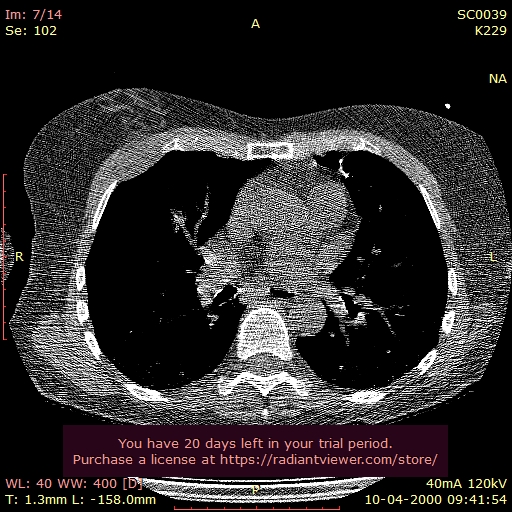 Im: 7/14
Se: 102
A
SC0039
K229
NA
R
L
You have 20 days left in your trial period.
Purchase a license at https://radiantviewer.com/store/
WL: 40 WW: 400 [D]
T: 1.3mm L: -158.0mm
P
40mA 120kV
10-04-2000 09:41:54